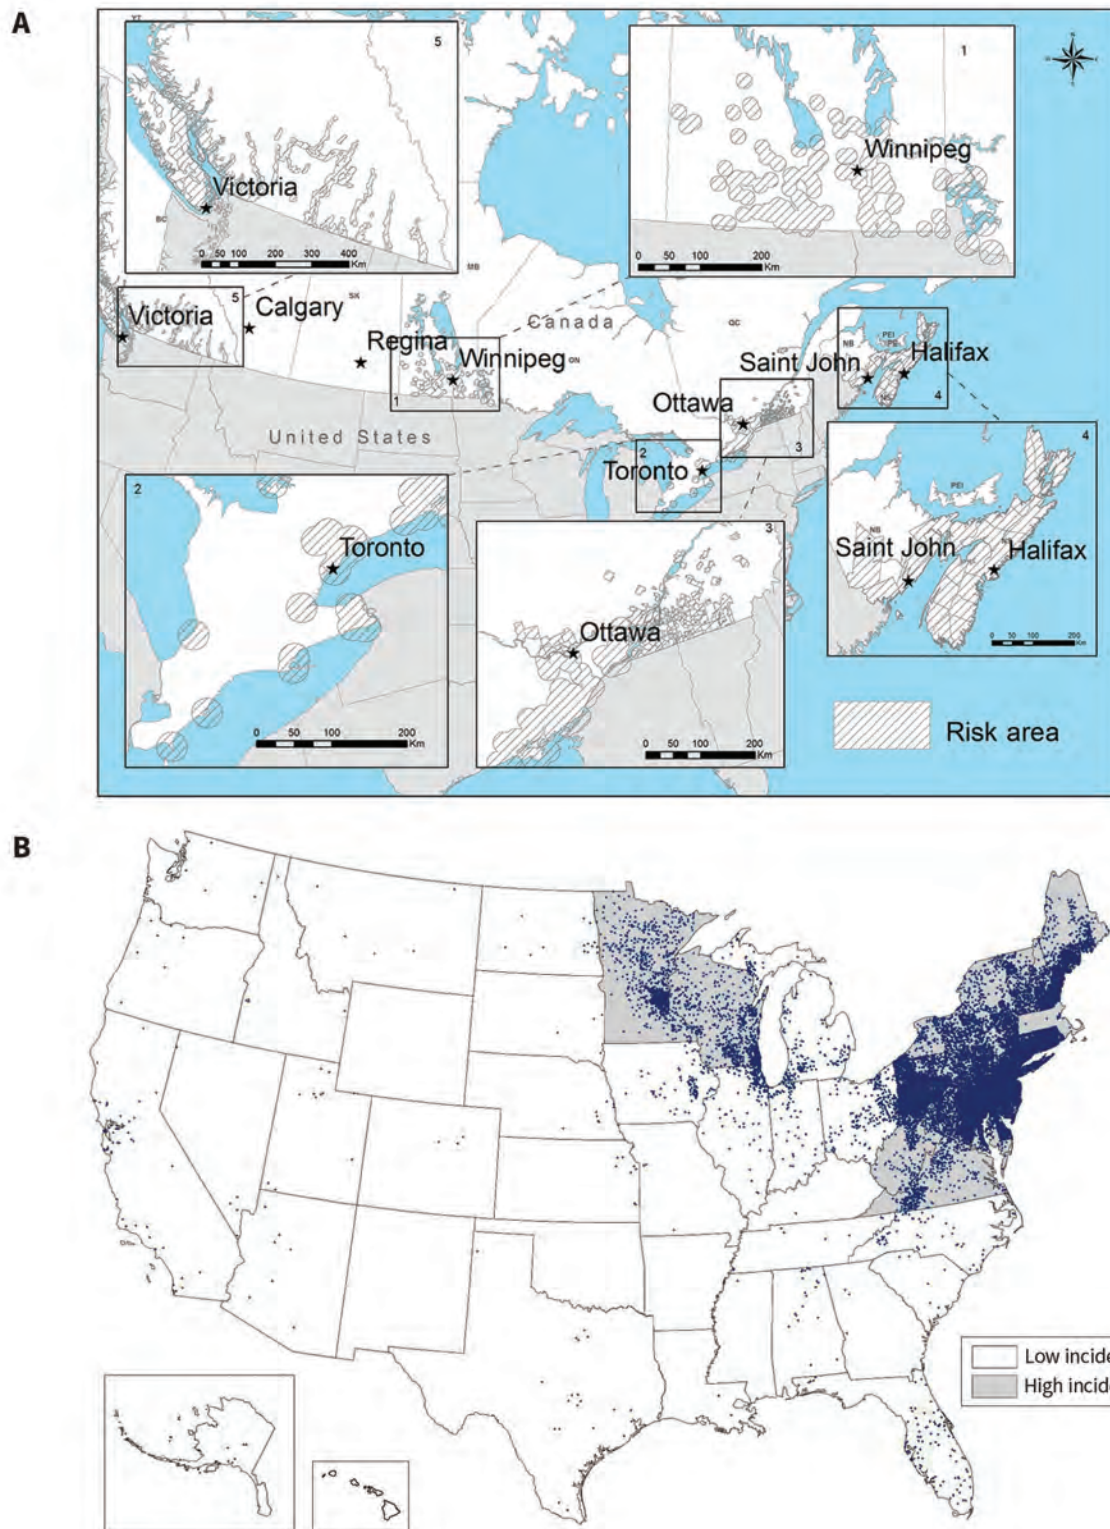 A
YT
5
Victoria
BC
0 50 100 200 300 400
Km
1
Winnipeg
0 50 100 200
Km
MB
5
Victoria
Calgary
SK
Regina
Winnipeg
1
Canada
ON
QC
United States
NB
PEI
Saint John
Halifax
NS
4
Ottawa
3
2
Toronto
2
Toronto
0 50 100 200
Km
3
Ottawa
0 50 100 200
Km
4
PEI
NB
Saint John
Halifax
0 50 100 200
Km
Risk area
B
Low incide
High incide